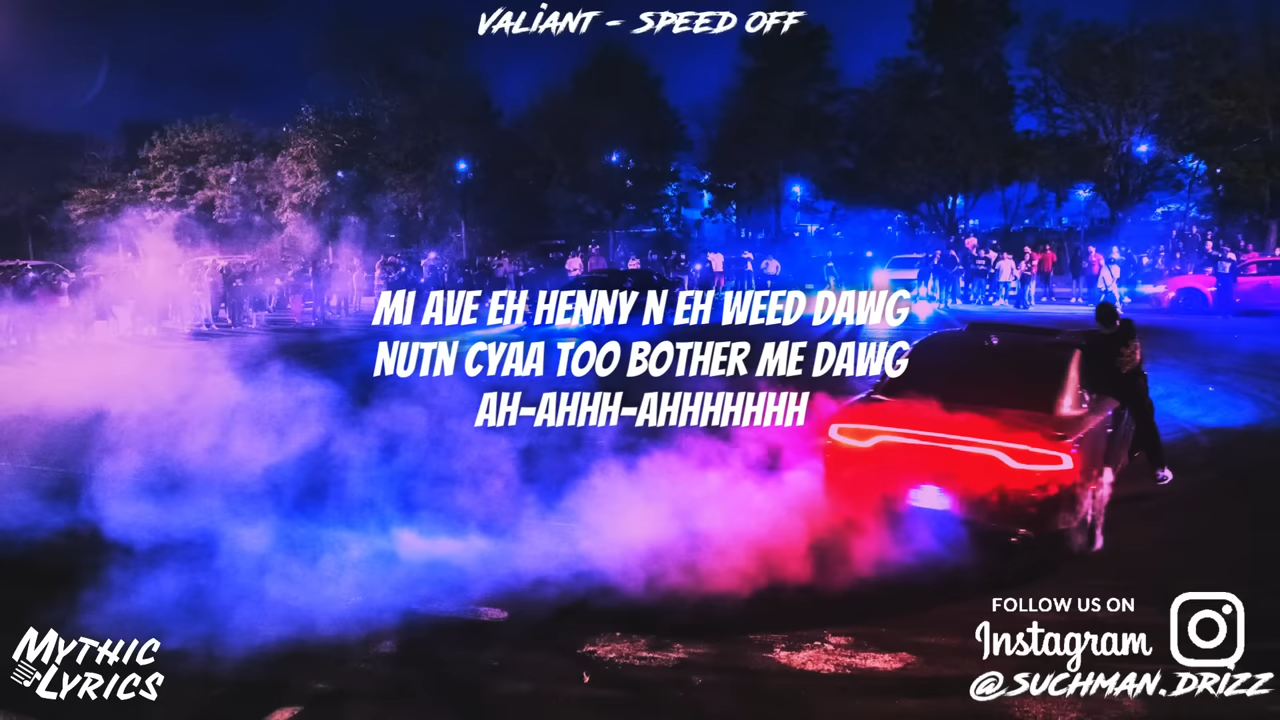 VALIANT - SPEED OFF
MI AVE EH HENNY N EH WEED DAWG
NUTN CYAA TOO BOTHER ME DAWG
AH-AHHH-AHHHHHHH
FOLLOW US ON
Instagram
@SUCHMAN.DRIZZ
MYTHIC
LYRICS